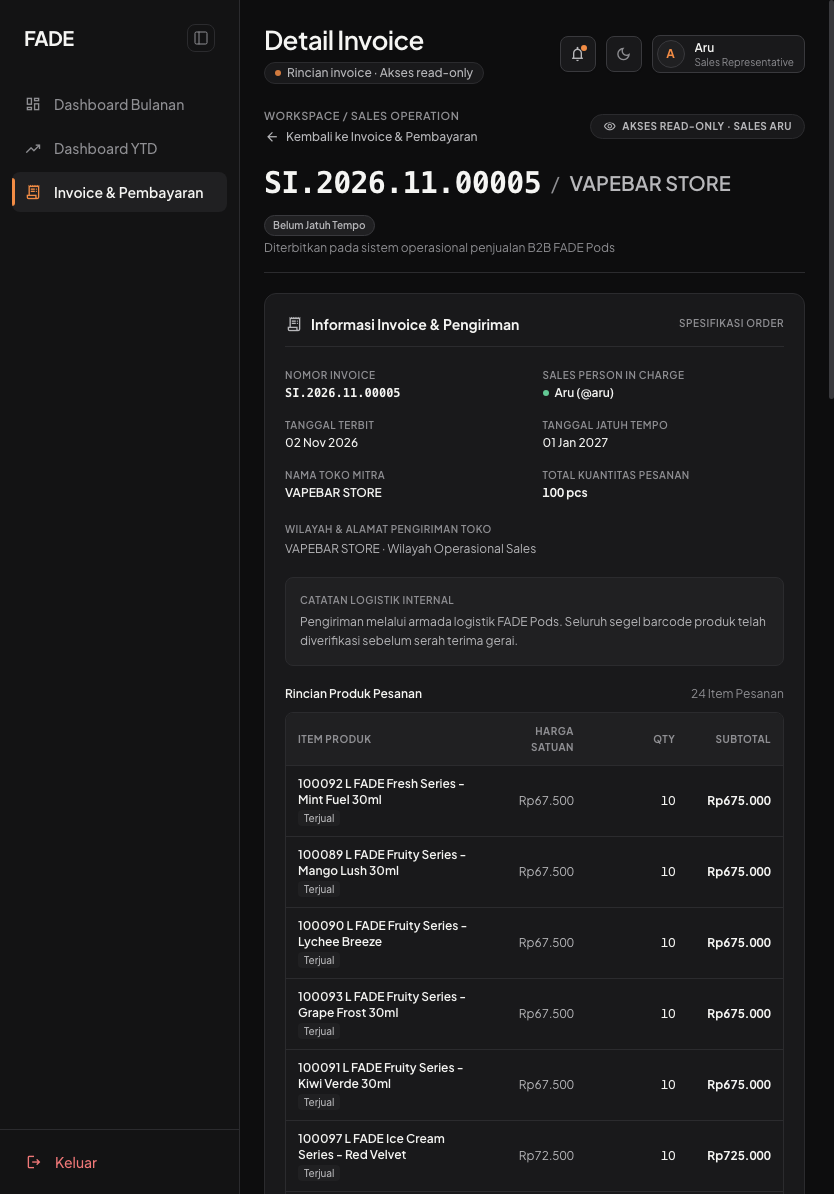 FADE
Dashboard Bulanan
Dashboard YTD
Invoice & Pembayaran
Keluar
Detail Invoice
Rincian invoice · Akses read-only
A
Aru
Sales Representative
WORKSPACE / SALES OPERATION
Kembali ke Invoice & Pembayaran
AKSES READ-ONLY · SALES ARU
SI.2026.11.00005 / VAPEBAR STORE
Belum Jatuh Tempo
Diterbitkan pada sistem operasional penjualan B2B FADE Pods
Informasi Invoice & Pengiriman
SPESIFIKASI ORDER
NOMOR INVOICE
SI.2026.11.00005
SALES PERSON IN CHARGE
Aru (@aru)
TANGGAL TERBIT
02 Nov 2026
TANGGAL JATUH TEMPO
01 Jan 2027
NAMA TOKO MITRA
VAPEBAR STORE
TOTAL KUANTITAS PESANAN
100 pcs
WILAYAH & ALAMAT PENGIRIMAN TOKO
VAPEBAR STORE · Wilayah Operasional Sales
CATATAN LOGISTIK INTERNAL
Pengiriman melalui armada logistik FADE Pods. Seluruh segel barcode produk telah
diverifikasi sebelum serah terima gerai.
Rincian Produk Pesanan
24 Item Pesanan
ITEM PRODUK
HARGA
SATUAN
QTY
SUBTOTAL
100092 L FADE Fresh Series -
Mint Fuel 30ml
Terjual
Rp67.500
10
Rp675.000
100089 L FADE Fruity Series -
Mango Lush 30ml
Terjual
Rp67.500
10
Rp675.000
100090 L FADE Fruity Series -
Lychee Breeze
Terjual
Rp67.500
10
Rp675.000
100093 L FADE Fruity Series -
Grape Frost 30ml
Terjual
Rp67.500
10
Rp675.000
100091 L FADE Fruity Series -
Kiwi Verde 30ml
Terjual
Rp67.500
10
Rp675.000
100097 L FADE Ice Cream
Series - Red Velvet
Terjual
Rp72.500
10
Rp725.000